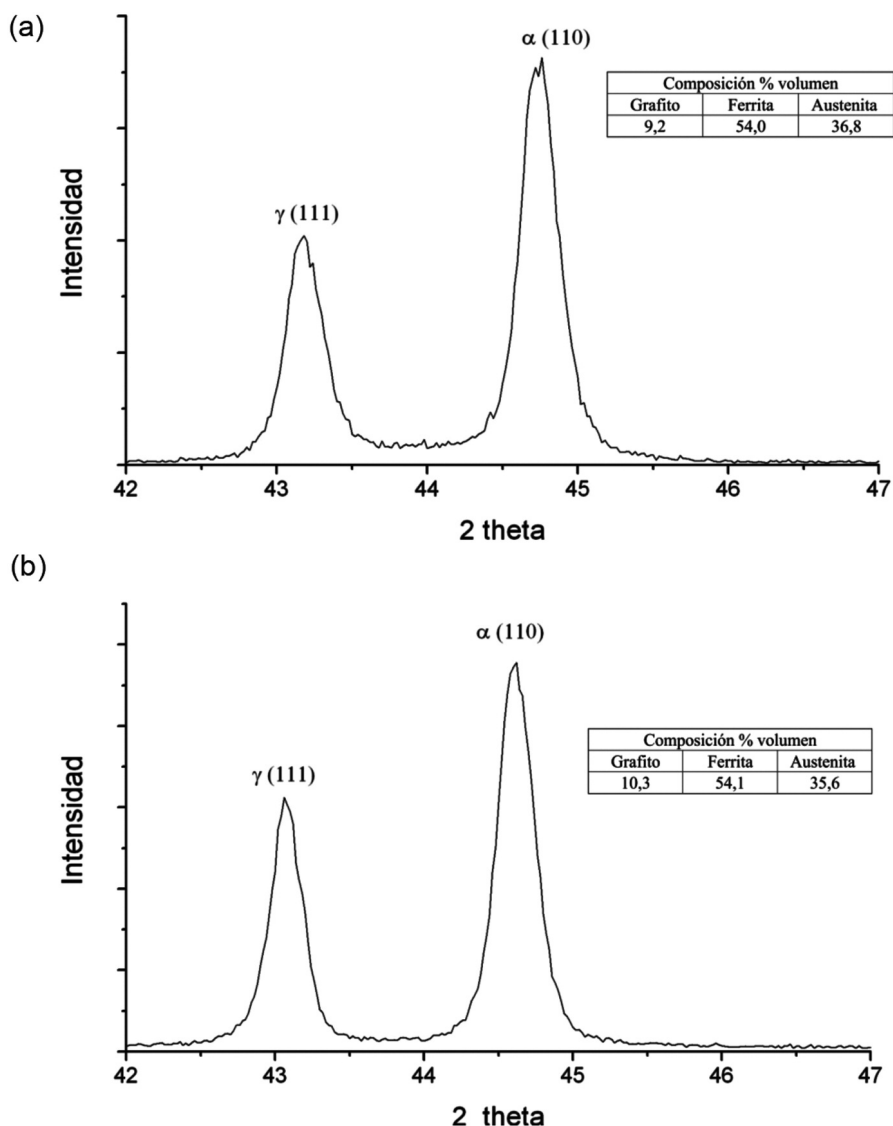 (a)
α (110)
Composición % volumen
Grafito Ferrita Austenita
9,2 54,0 36,8
γ (111)
Intensidad
42 43 44 45 46 47
2 theta
(b)
α (110)
Composición % volumen
Grafito Ferrita Austenita
10,3 54,1 35,6
γ (111)
Intensidad
42 43 44 45 46 47
2 theta